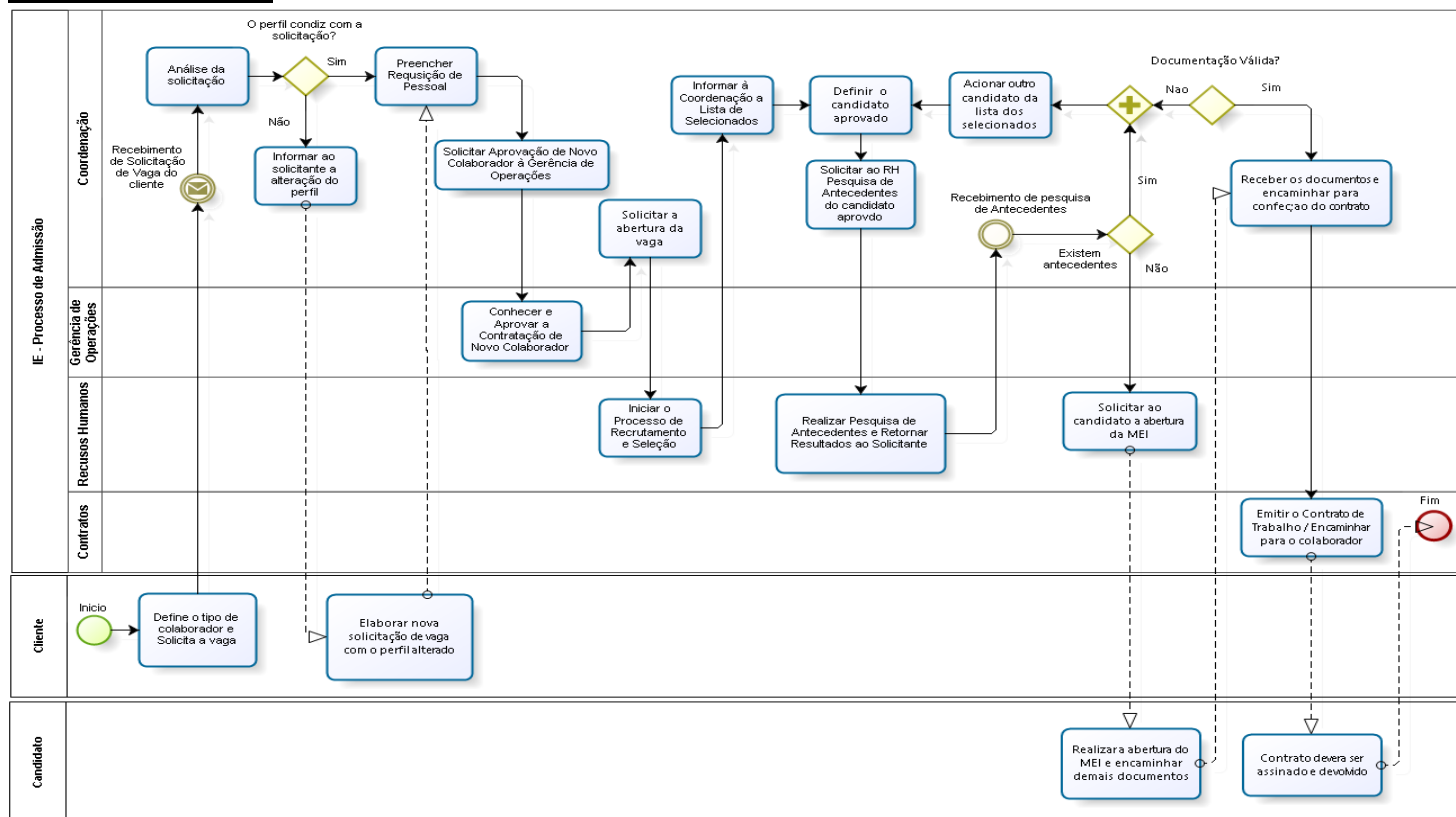 IE - Processo de Admissão
Coordenação
O perfil condiz com a
solicitação?
Análise da
solicitação
Sim
Não
Preencher
Requsição de
Pessoal
Recebimento
de Solicitação
de Vaga do
cliente
Informar ao
solicitante a
alteração do
perfil
Solicitar Aprovação de Novo
Colaborador à Gerência de
Operações
Solicitar a
abertura da
vaga
Informar à
Coordenação a
Lista de
Selecionados
Definir o
candidato
aprovado
Acionar outro
candidato da
lista dos
selecionados
Documentação Válida?
Nao
Sim
Solicitar ao RH
Pesquisa de
Antecedentes
do candidato
aprovdo
Recebimento de pesquisa
de Antecedentes
Sim
Existem
antecedentes
Não
Receber os documentos e
encaminhar para
confecçao do contrato
Gerência de
Operações
Conhecer e
Aprovar a
Contratação de
Novo Colaborador
Recusos Humanos
Iniciar o
Processo de
Recrutamento
e Seleção
Realizar Pesquisa de
Antecedentes e Retornar
Resultados ao Solicitante
Solicitar ao
candidato a abertura
da MEI
Contratos
Emitir o Contrato de
Trabalho / Encaminhar
para o colaborador
Fim
Cliente
Inicio
Define o tipo de
colaborador e
Solicita a vaga
Elaborar nova
solicitação de vaga
com o perfil alterado
Candidato
Realizar a abertura do
MEI e encaminhar
demais documentos
Contrato devera ser
assinado e devolvido